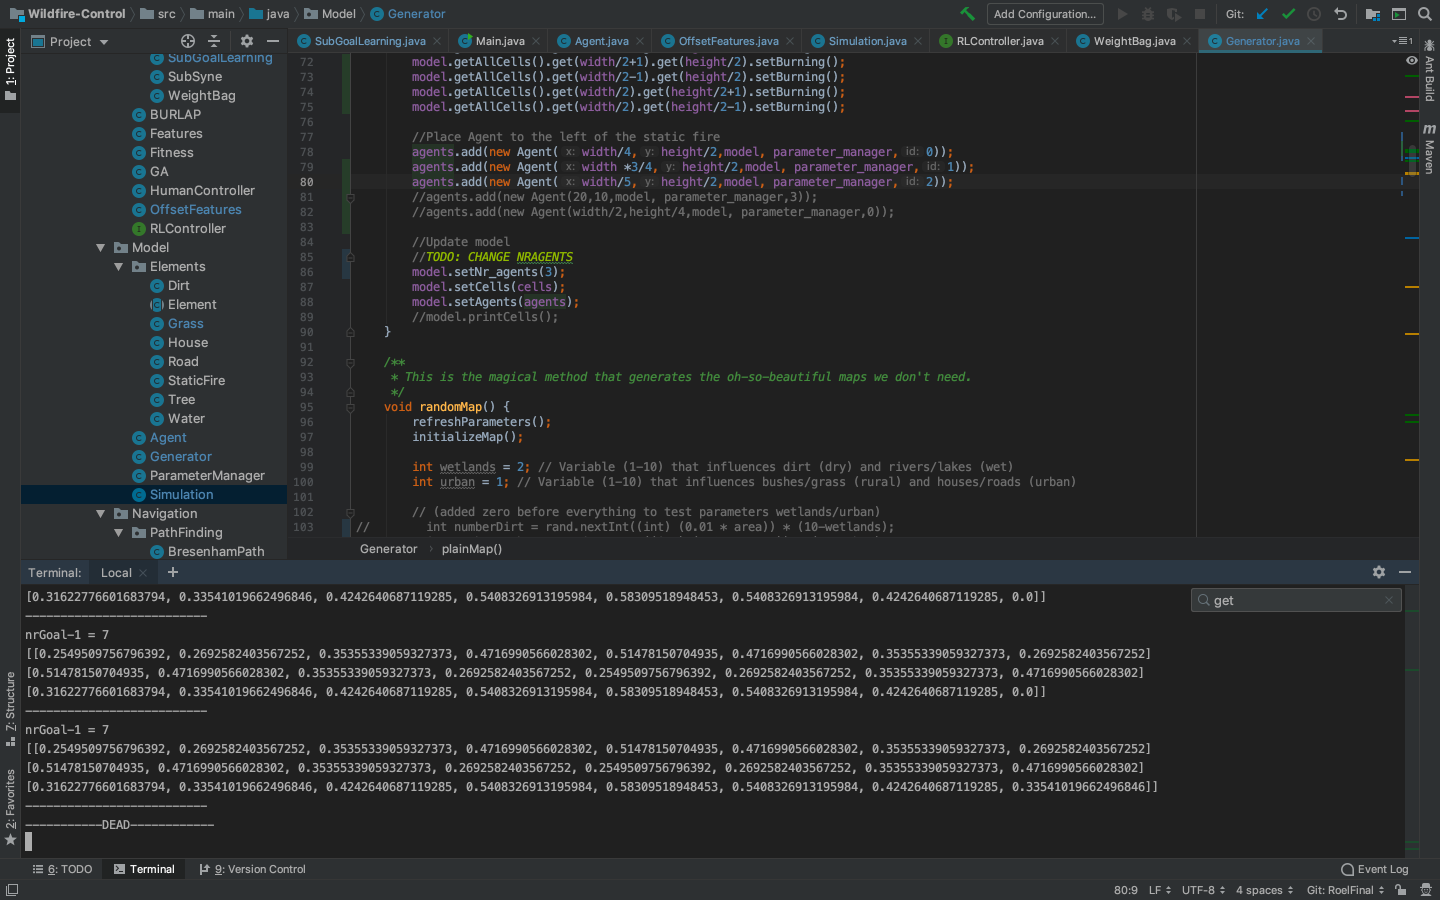 Wildfire-Control › src › main › java › Model › Generator
Add Configuration...
Git:
1: Project
Project
SubGoalLearning.java
Main.java
Agent.java
OffsetFeatures.java
Simulation.java
RLController.java
WeightBag.java
Generator.java
1
Ant Build
Maven
SubGoalLearning
SubSyne
WeightBag
BURLAP
Features
Fitness
GA
HumanController
OffsetFeatures
RLController
Model
Elements
Dirt
Element
Grass
House
Road
StaticFire
Tree
Water
Agent
Generator
ParameterManager
Simulation
Navigation
PathFinding
BresenhamPath
72 model.getAllCells().get(width/2+1).get(height/2).setBurning();
73 model.getAllCells().get(width/2-1).get(height/2).setBurning();
74 model.getAllCells().get(width/2).get(height/2+1).setBurning();
75 model.getAllCells().get(width/2).get(height/2-1).setBurning();
76
77 //Place Agent to the left of the static fire
78 agents.add(new Agent( x: width/4, y: height/2,model, parameter_manager, id: 0));
79 agents.add(new Agent( x: width *3/4, y: height/2,model, parameter_manager, id: 1));
80 agents.add(new Agent( x: width/5, y: height/2,model, parameter_manager, id: 2));
81 //agents.add(new Agent(20,10,model, parameter_manager,3));
82 //agents.add(new Agent(width/2,height/4,model, parameter_manager,0));
83
84 //Update model
85 //TODO: CHANGE NRAGENTS
86 model.setNr_agents(3);
87 model.setCells(cells);
88 model.setAgents(agents);
89 //model.printCells();
90 }
91
92 /**
93 * This is the magical method that generates the oh-so-beautiful maps we don't need.
94 */
95 void randomMap() {
96 refreshParameters();
97 initializeMap();
98
99 int wetlands = 2; // Variable (1-10) that influences dirt (dry) and rivers/lakes (wet)
100 int urban = 1; // Variable (1-10) that influences bushes/grass (rural) and houses/roads (urban)
101
102 // (added zero before everything to test parameters wetlands/urban)
103 // int numberDirt = rand.nextInt((int) (0.01 * area)) * (10-wetlands);
Generator › plainMap()
Terminal: Local +
get
[0.31622776601683794, 0.33541019662496846, 0.4242640687119285, 0.5408326913195984, 0.58309518948453, 0.5408326913195984, 0.4242640687119285, 0.0]]
--------------------------
nrGoal-1 = 7
[[0.2549509756796392, 0.2692582403567252, 0.35355339059327373, 0.4716990566028302, 0.51478150704935, 0.4716990566028302, 0.35355339059327373, 0.2692582403567252]
[0.51478150704935, 0.4716990566028302, 0.35355339059327373, 0.2692582403567252, 0.2549509756796392, 0.2692582403567252, 0.35355339059327373, 0.4716990566028302]
[0.31622776601683794, 0.33541019662496846, 0.4242640687119285, 0.5408326913195984, 0.58309518948453, 0.5408326913195984, 0.4242640687119285, 0.0]]
--------------------------
nrGoal-1 = 7
[[0.2549509756796392, 0.2692582403567252, 0.35355339059327373, 0.4716990566028302, 0.51478150704935, 0.4716990566028302, 0.35355339059327373, 0.2692582403567252]
[0.51478150704935, 0.4716990566028302, 0.35355339059327373, 0.2692582403567252, 0.2549509756796392, 0.2692582403567252, 0.35355339059327373, 0.4716990566028302]
[0.31622776601683794, 0.33541019662496846, 0.4242640687119285, 0.5408326913195984, 0.58309518948453, 0.5408326913195984, 0.4242640687119285, 0.33541019662496846]]
--------------------------
-----------DEAD------------
Z: Structure
2: Favorites
6: TODO
Terminal
9: Version Control
Event Log
80:9 LF UTF-8 4 spaces Git: RoelFinal